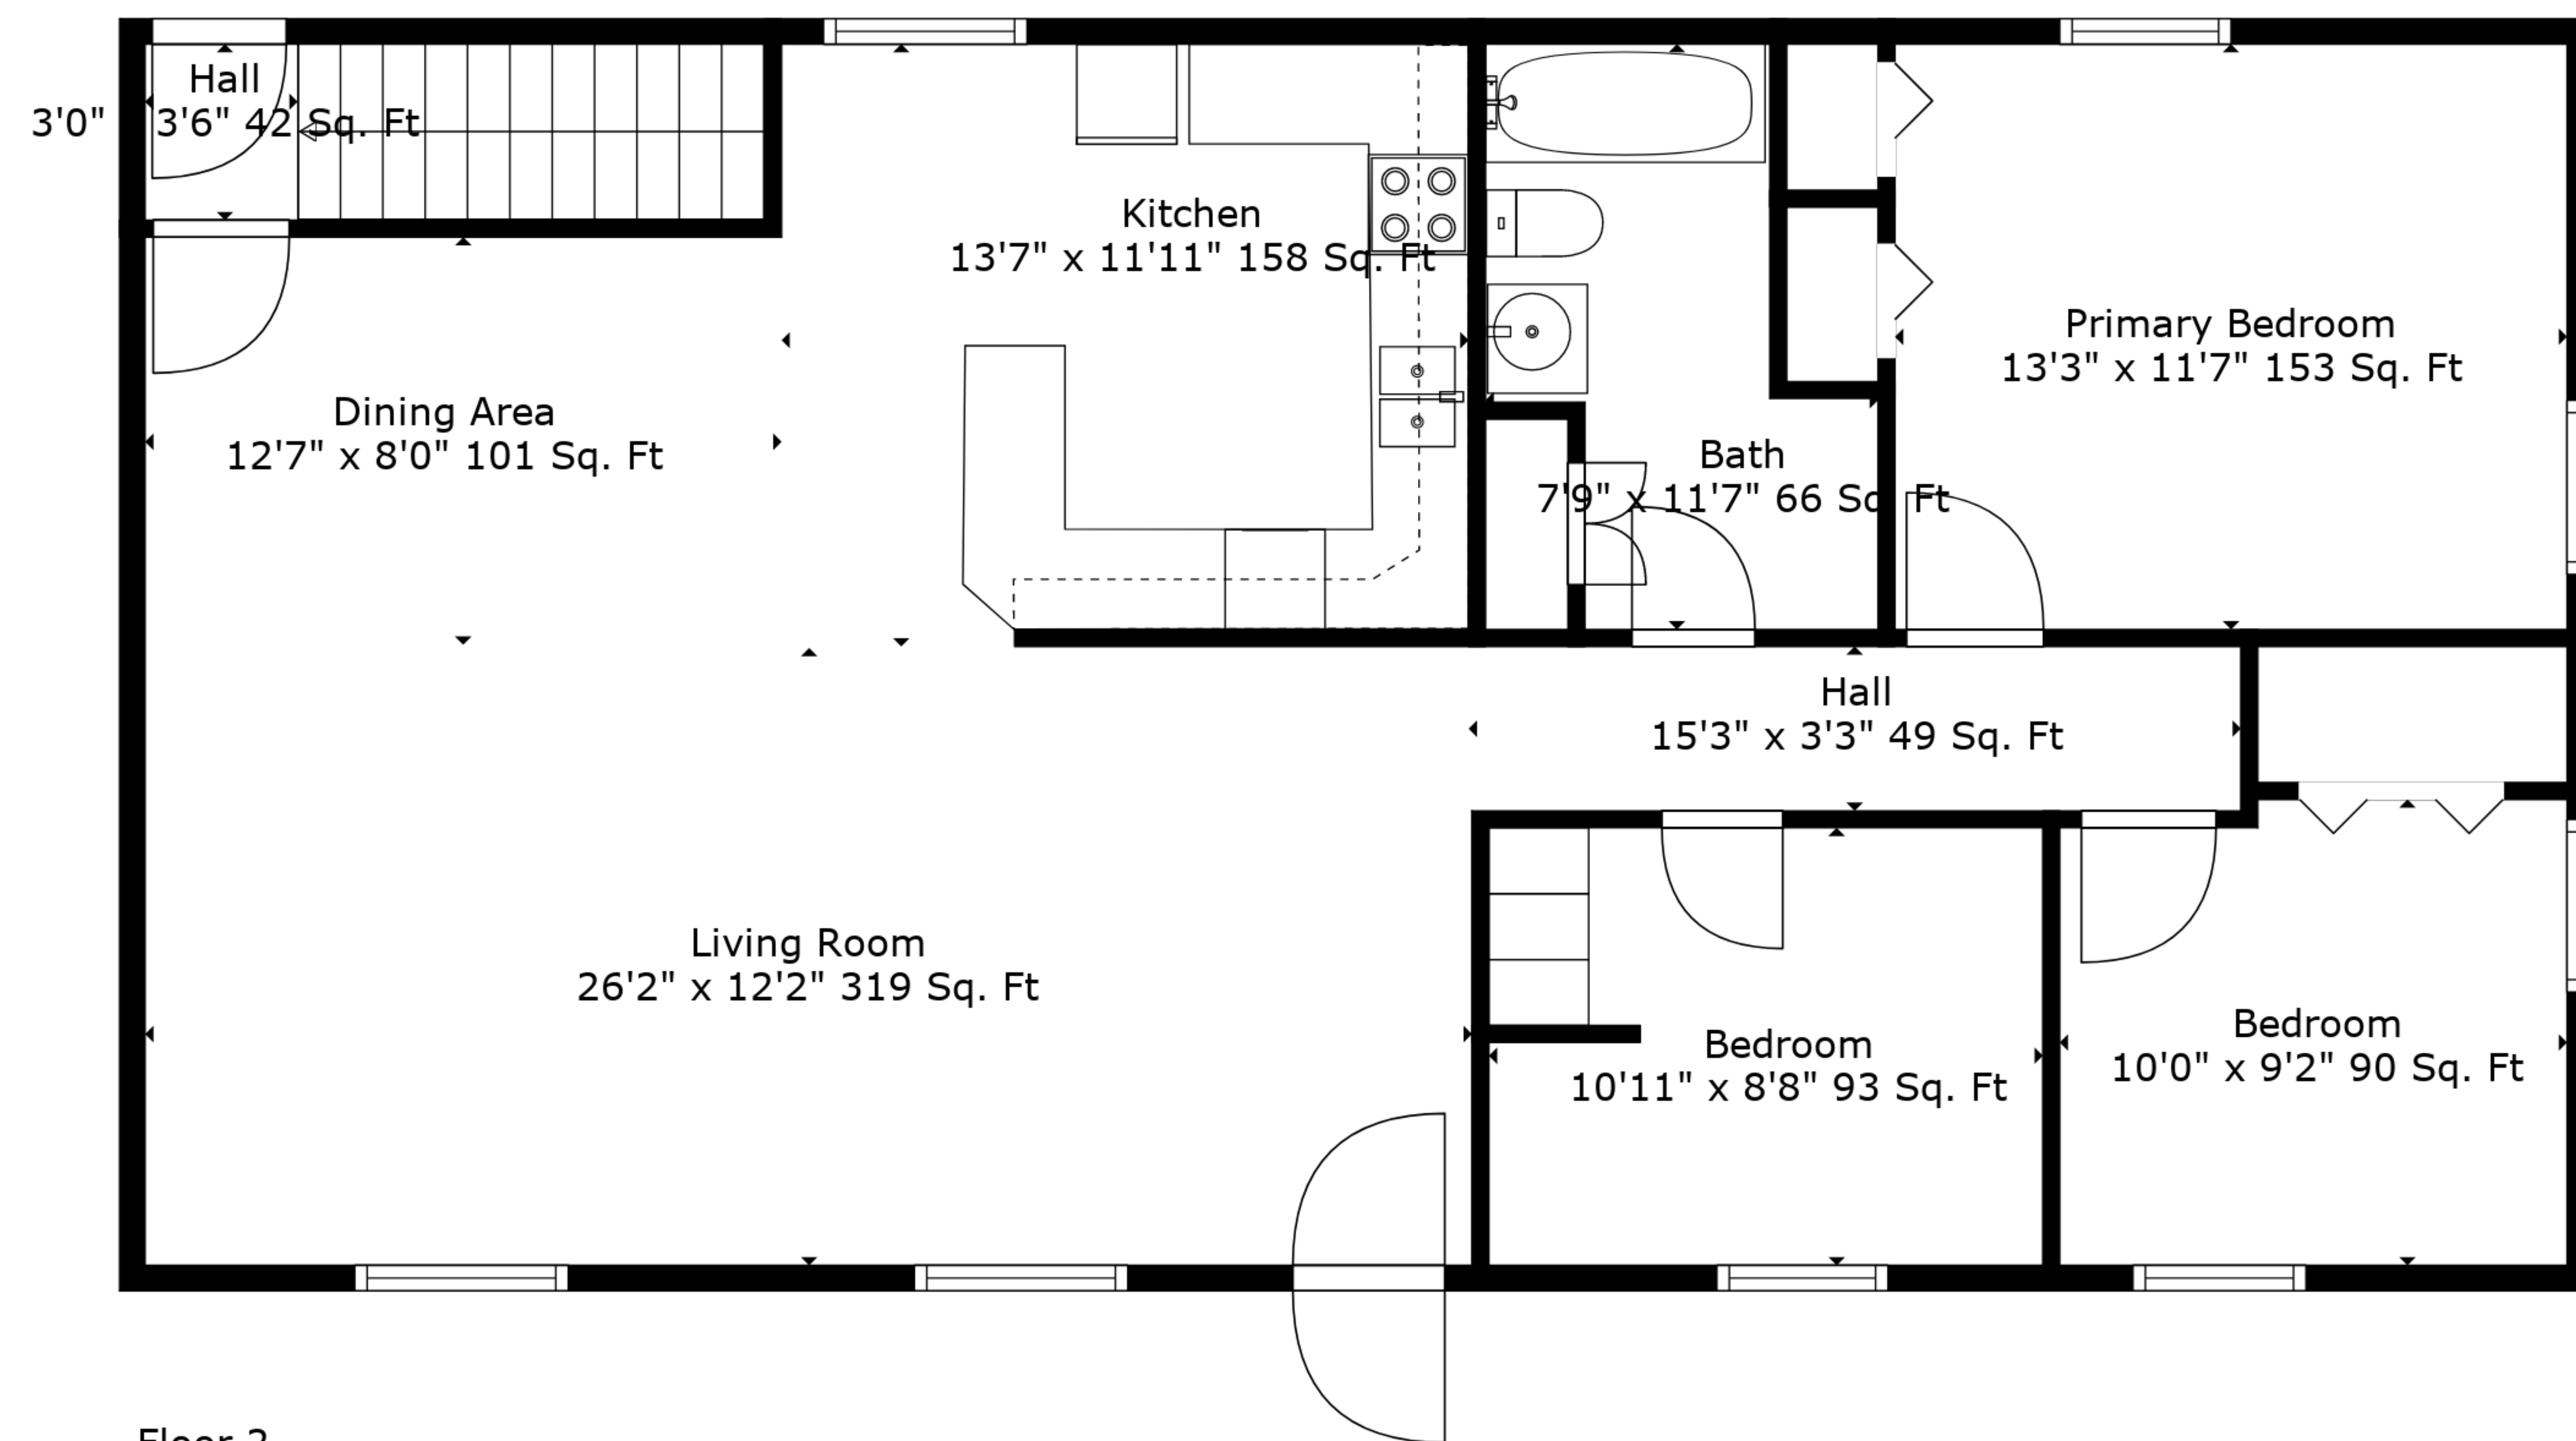 Hall
3'0" 3'6" 42 Sq. Ft
Kitchen
13'7" x 11'11" 158 Sq. Ft
Primary Bedroom
13'3" x 11'7" 153 Sq. Ft
Dining Area
12'7" x 8'0" 101 Sq. Ft
Bath
7'9" x 11'7" 66 Sq. Ft
Hall
15'3" x 3'3" 49 Sq. Ft
Living Room
26'2" x 12'2" 319 Sq. Ft
Bedroom
10'11" x 8'8" 93 Sq. Ft
Bedroom
10'0" x 9'2" 90 Sq. Ft
Floor